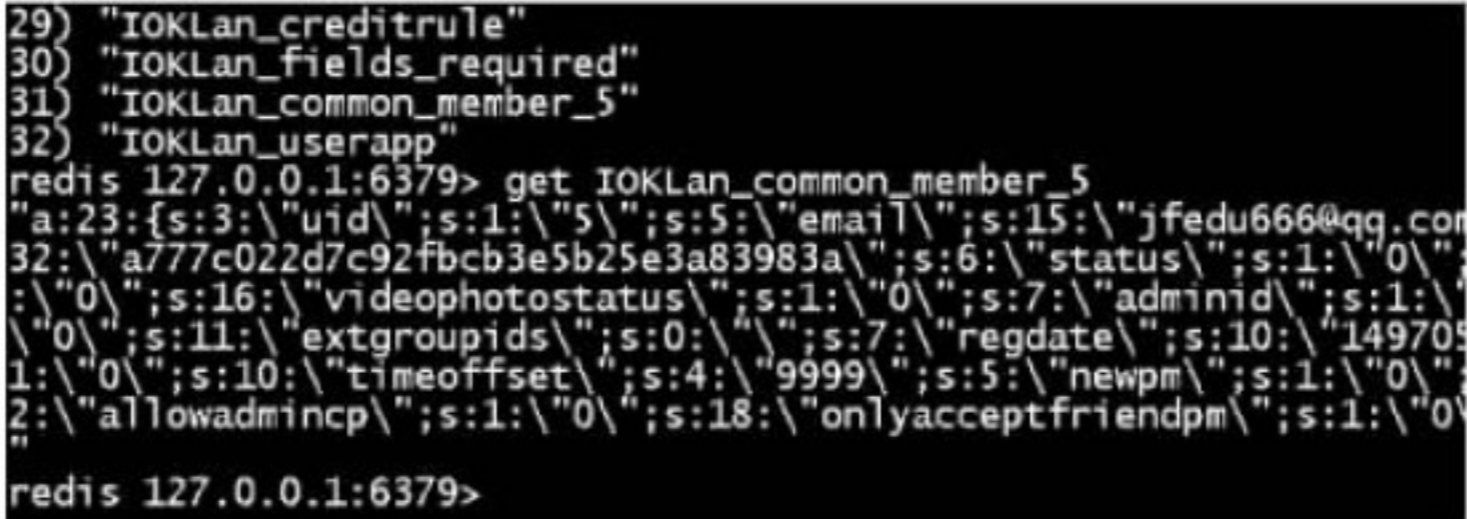 29) "IOKLan_creditrule"
30) "IOKLan_fields_required"
31) "IOKLan_common_member_5"
32) "IOKLan_userapp"
redis 127.0.0.1:6379> get IOKLan_common_member_5
"a:23:{s:3:\"uid\";s:1:\"5\";s:5:\"email\";s:15:\"jfedu666@qq.com
32:\"a777c022d7c92fbcb3e5b25e3a83983a\";s:6:\"status\";s:1:\"0\";
:\"0\";s:16:\"videophotostatus\";s:1:\"0\";s:7:\"adminid\";s:1:\"
\"0\";s:11:\"extgroupids\";s:0:\"\";s:7:\"regdate\";s:10:\"149705
1:\"0\";s:10:\"timeoffset\";s:4:\"9999\";s:5:\"newpm\";s:1:\"0\";
2:\"allowadmincp\";s:1:\"0\";s:18:\"onlyacceptfriendpm\";s:1:\"0\
"
redis 127.0.0.1:6379>